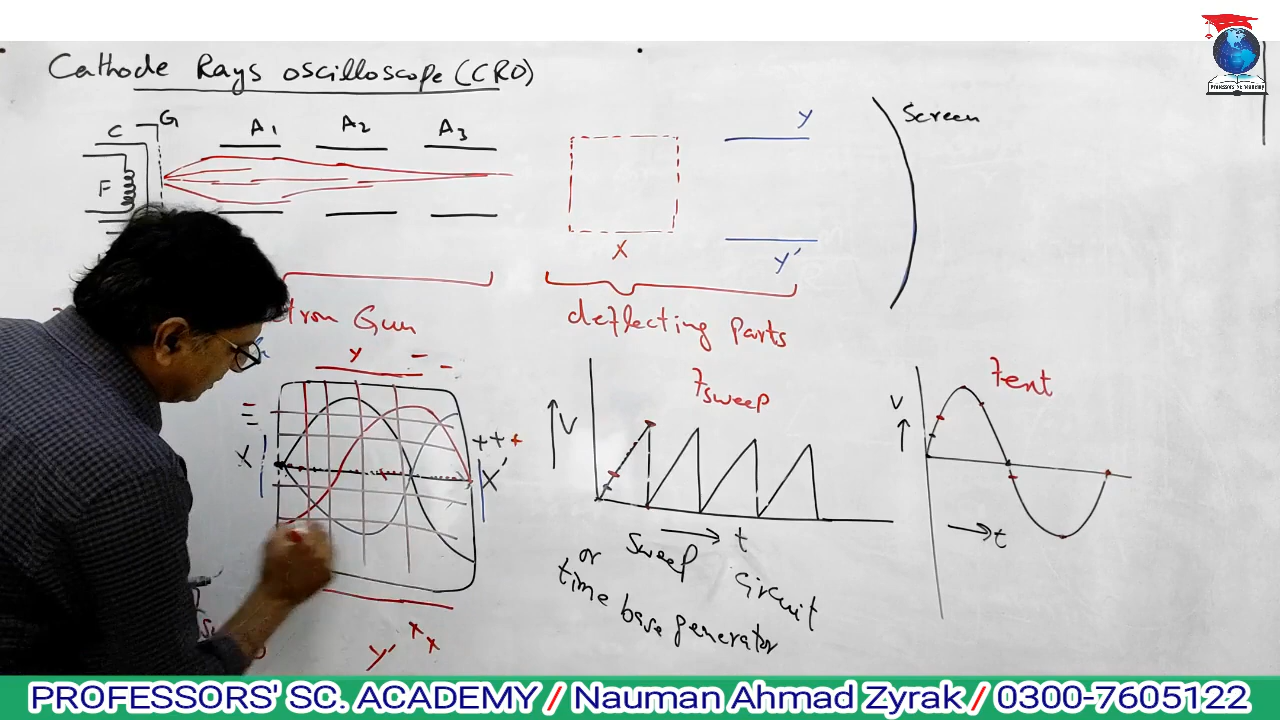 Cathode Rays oscilloscope (CRO)
C G A1 A2 A3
F
X
Y
Y'
Screen
tron Gun
deflecting parts
Y - -
X
+ + +
X'
Y'
x x
V
fsweep
t
or Sweep circuit
time base generator
V
fent
t
PROFESSORS' SC. ACADEMY / Nauman Ahmad Zyrak / 0300-7605122